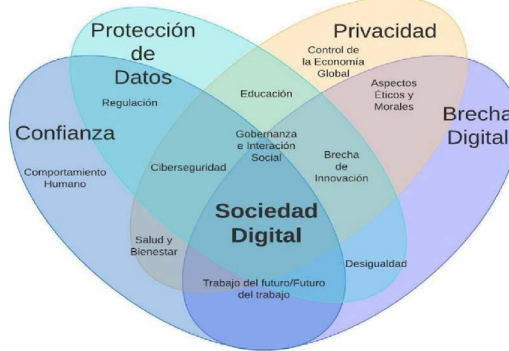 Protección
de
Datos
Privacidad
Control de
la Economía
Global
Regulación
Educación
Aspectos
Éticos y
Morales
Confianza
Brecha
Digital
Gobernanza
e Interación
Social
Comportamiento
Humano
Ciberseguridad
Brecha
de
Innovación
Sociedad
Digital
Salud y
Bienestar
Desigualdad
Trabajo del futuro/Futuro
del trabajo